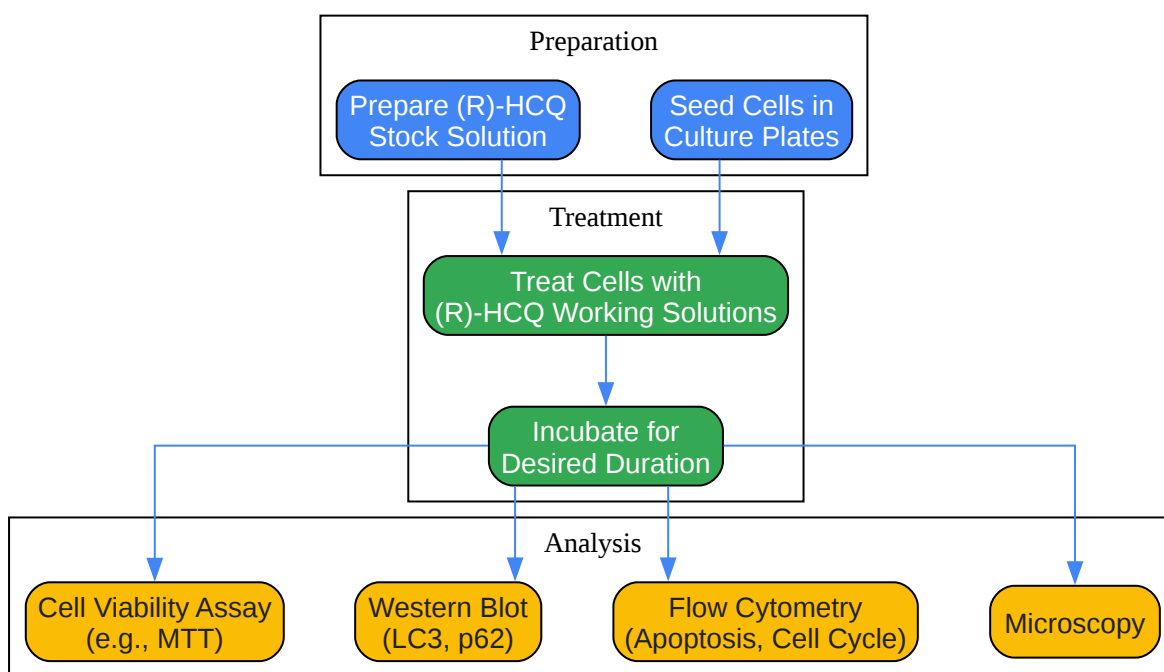 Preparation
Prepare (R)-HCQ
Stock Solution
Seed Cells in
Culture Plates
Treatment
Treat Cells with
(R)-HCQ Working Solutions
Incubate for
Desired Duration
Analysis
Cell Viability Assay
(e.g., MTT)
Western Blot
(LC3, p62)
Flow Cytometry
(Apoptosis, Cell Cycle)
Microscopy